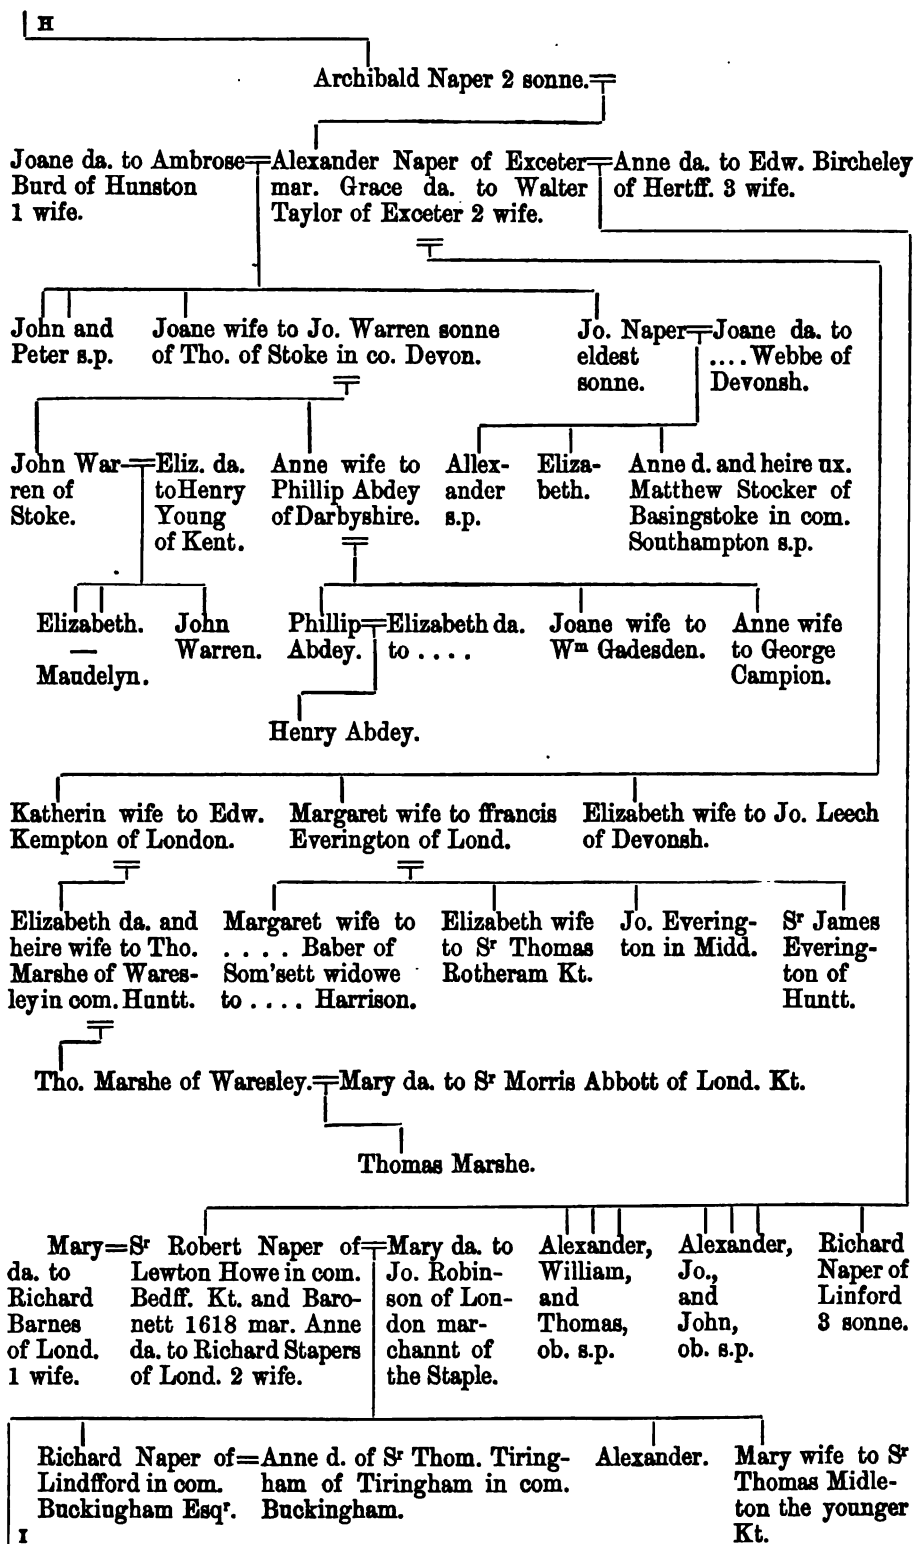 H
Archibald Naper 2 sonne.
Joane da. to Ambrose
Burd of Hunston
1 wife.
Alexander Naper of Exceter
mar. Grace da. to Walter
Taylor of Exceter 2 wife.
Anne da. to Edw. Bircheley
of Hertff. 3 wife.
John and
Peter s.p.
Joane wife to Jo. Warren sonne
of Tho. of Stoke in co. Devon.
Jo. Naper
eldest
sonne.
Joane da. to
.... Webbe of
Devonsh.
John War-
ren of
Stoke.
Eliz. da.
to Henry
Young
of Kent.
Anne wife to
Phillip Abdey
of Darbyshire.
Allex-
ander
s.p.
Eliza-
beth.
Anne d. and heire ux.
Matthew Stocker of
Basingstoke in com.
Southampton s.p.
Elizabeth.
—
Maudelyn.
John
Warren.
Phillip
Abdey.
Elizabeth da.
to ....
Joane wife to
Wm Gadesden.
Anne wife
to George
Campion.
Henry Abdey.
Katherin wife to Edw.
Kempton of London.
Margaret wife to ffrancis
Everington of Lond.
Elizabeth wife to Jo. Leech
of Devonsh.
Elizabeth da. and
heire wife to Tho.
Marshe of Wares-
ley in com. Huntt.
Margaret wife to
.... Baber of
Som'sett widowe
to .... Harrison.
Elizabeth wife
to Sr Thomas
Rotheram Kt.
Jo. Evering-
ton in Midd.
Sr James
Evering-
ton of
Huntt.
Tho. Marshe of Waresley.
Mary da. to Sr Morris Abbott of Lond. Kt.
Thomas Marshe.
Mary
da. to
Richard
Barnes
of Lond.
1 wife.
Sr Robert Naper of
Lewton Howe in com.
Bedff. Kt. and Baro-
nett 1618 mar. Anne
da. to Richard Stapers
of Lond. 2 wife.
Mary da. to
Jo. Robin-
son of Lon-
don mar-
channt of
the Staple.
Alexander,
William,
and
Thomas,
ob. s.p.
Alexander,
Jo.,
and
John,
ob. s.p.
Richard
Naper of
Linford
3 sonne.
Richard Naper of
Lindfford in com.
Buckingham Esqr.
Anne d. of Sr Thom. Tiring-
ham of Tiringham in com.
Buckingham.
Alexander.
Mary wife to Sr
Thomas Midle-
ton the younger
Kt.
I